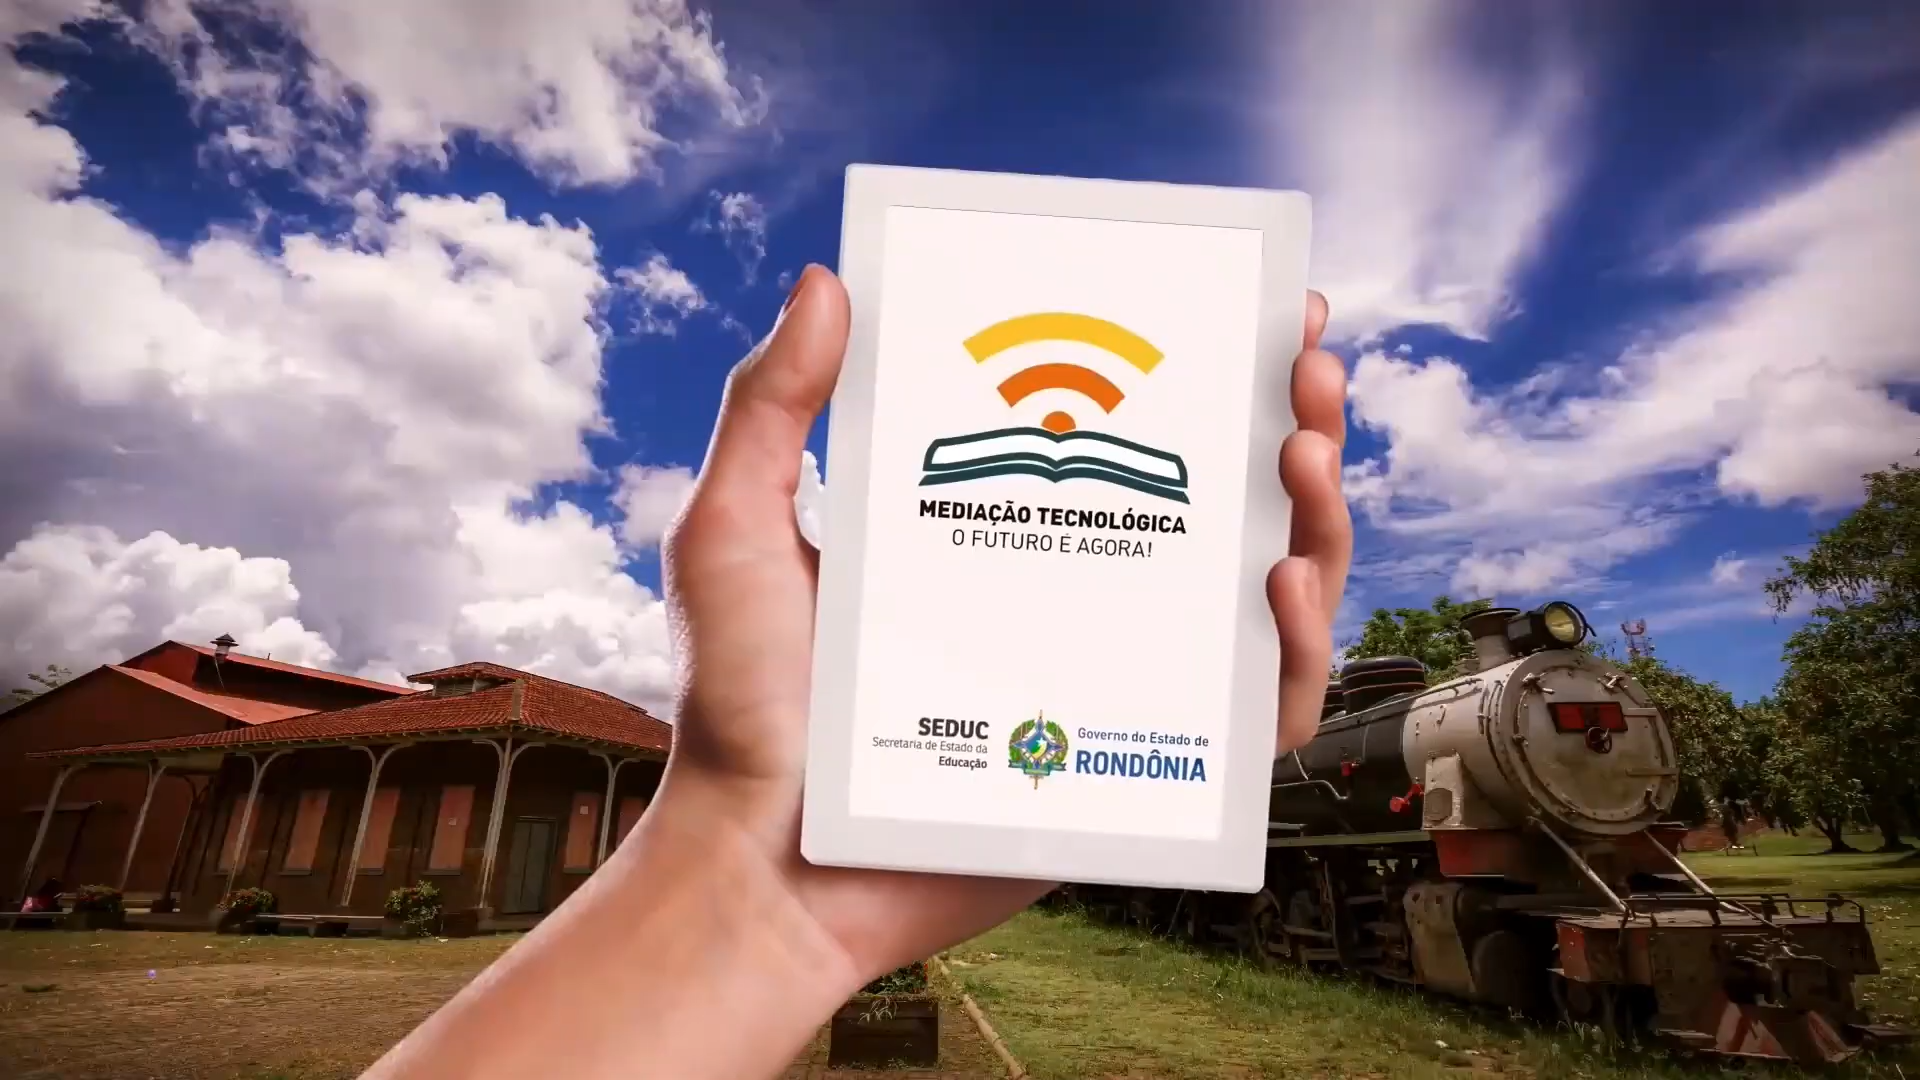 MEDIAÇÃO TECNOLÓGICA
O FUTURO É AGORA!
SEDUC
Secretaria de Estado da
Educação
Governo do Estado de
RONDÔNIA